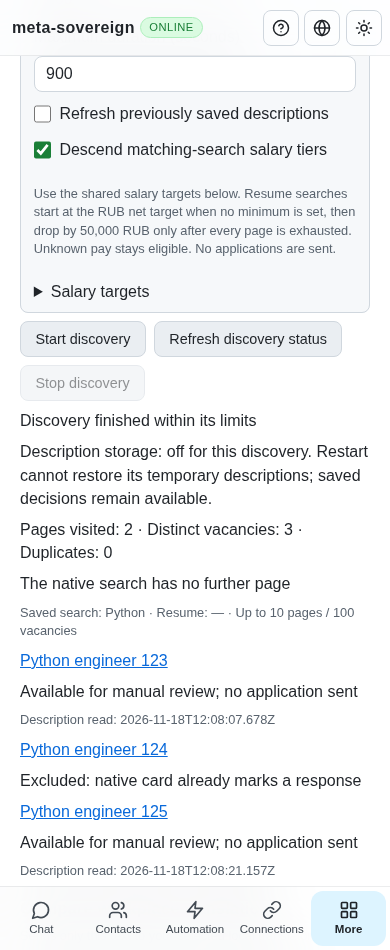 meta-sovereign ONLINE
900
Refresh previously saved descriptions
Descend matching-search salary tiers
Use the shared salary targets below. Resume searches
start at the RUB net target when no minimum is set, then
drop by 50,000 RUB only after every page is exhausted.
Unknown pay stays eligible. No applications are sent.
Salary targets
Start discovery Refresh discovery status
Stop discovery
Discovery finished within its limits
Description storage: off for this discovery. Restart
cannot restore its temporary descriptions; saved
decisions remain available.
Pages visited: 2 · Distinct vacancies: 3 ·
Duplicates: 0
The native search has no further page
Saved search: Python · Resume: — · Up to 10 pages / 100
vacancies
Python engineer 123
Available for manual review; no application sent
Description read: 2026-11-18T12:08:07.678Z
Python engineer 124
Excluded: native card already marks a response
Python engineer 125
Available for manual review; no application sent
Description read: 2026-11-18T12:08:21.157Z
Chat Contacts Automation Connections More